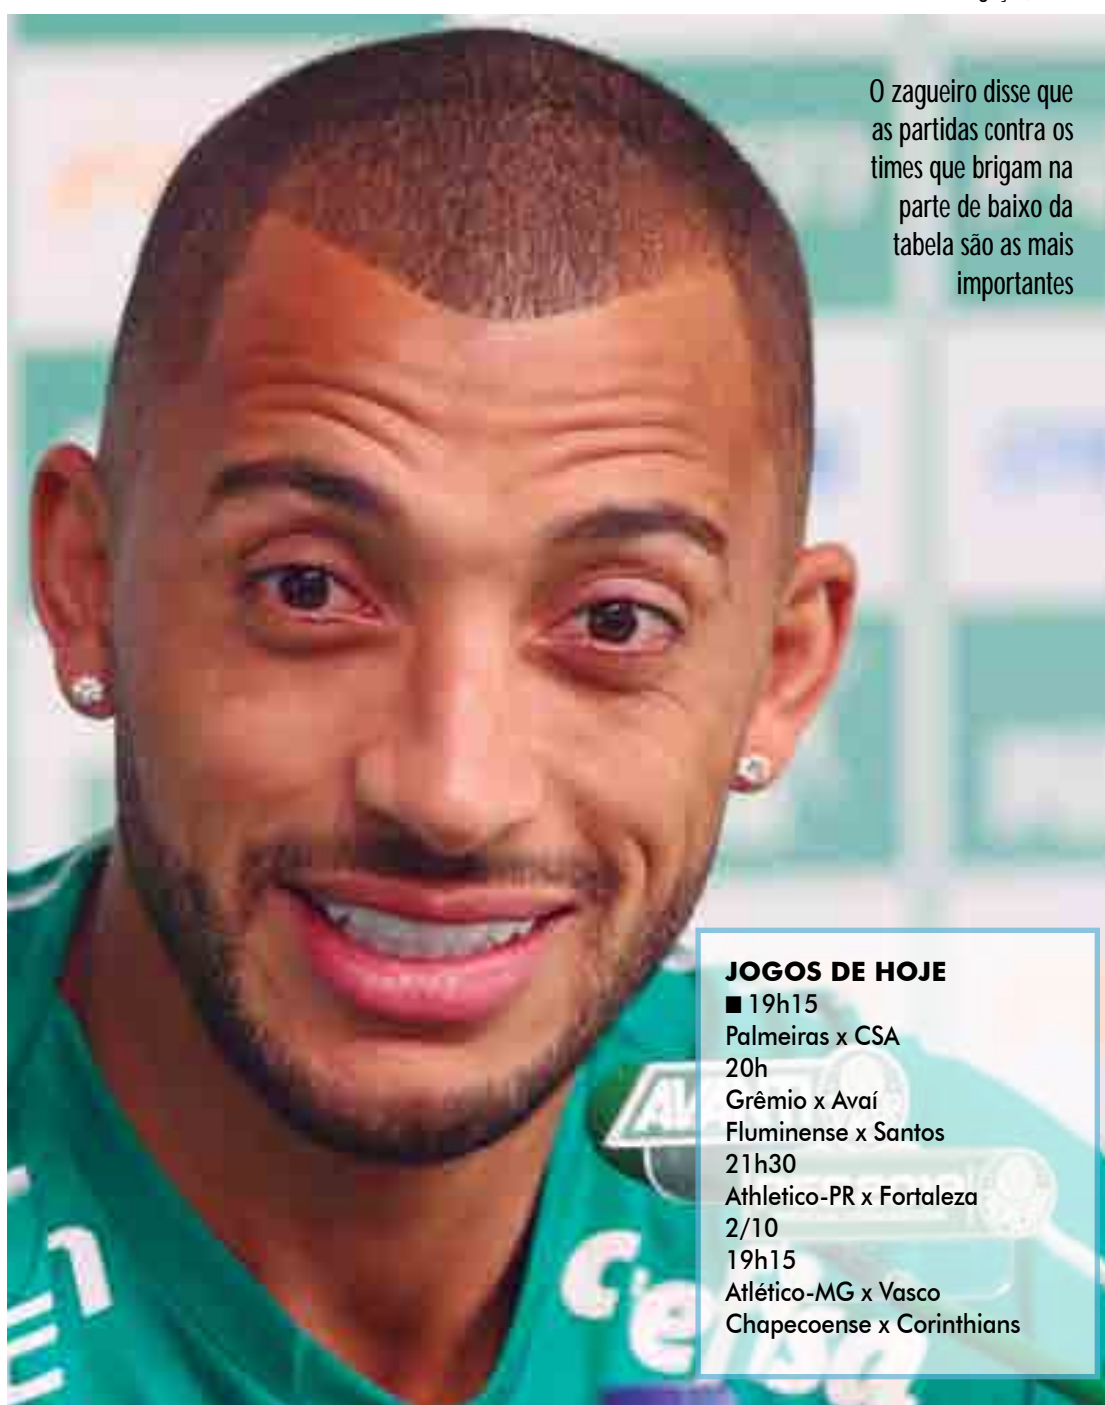 O zagueiro disse que
as partidas contra os
times que brigam na
parte de baixo da
tabela são as mais
importantes
JOGOS DE HOJE
■ 19h15
Palmeiras x CSA
20h
Grêmio x Avaí
Fluminense x Santos
21h30
Athletico-PR x Fortaleza
2/10
19h15
Atlético-MG x Vasco
Chapecoense x Corinthians